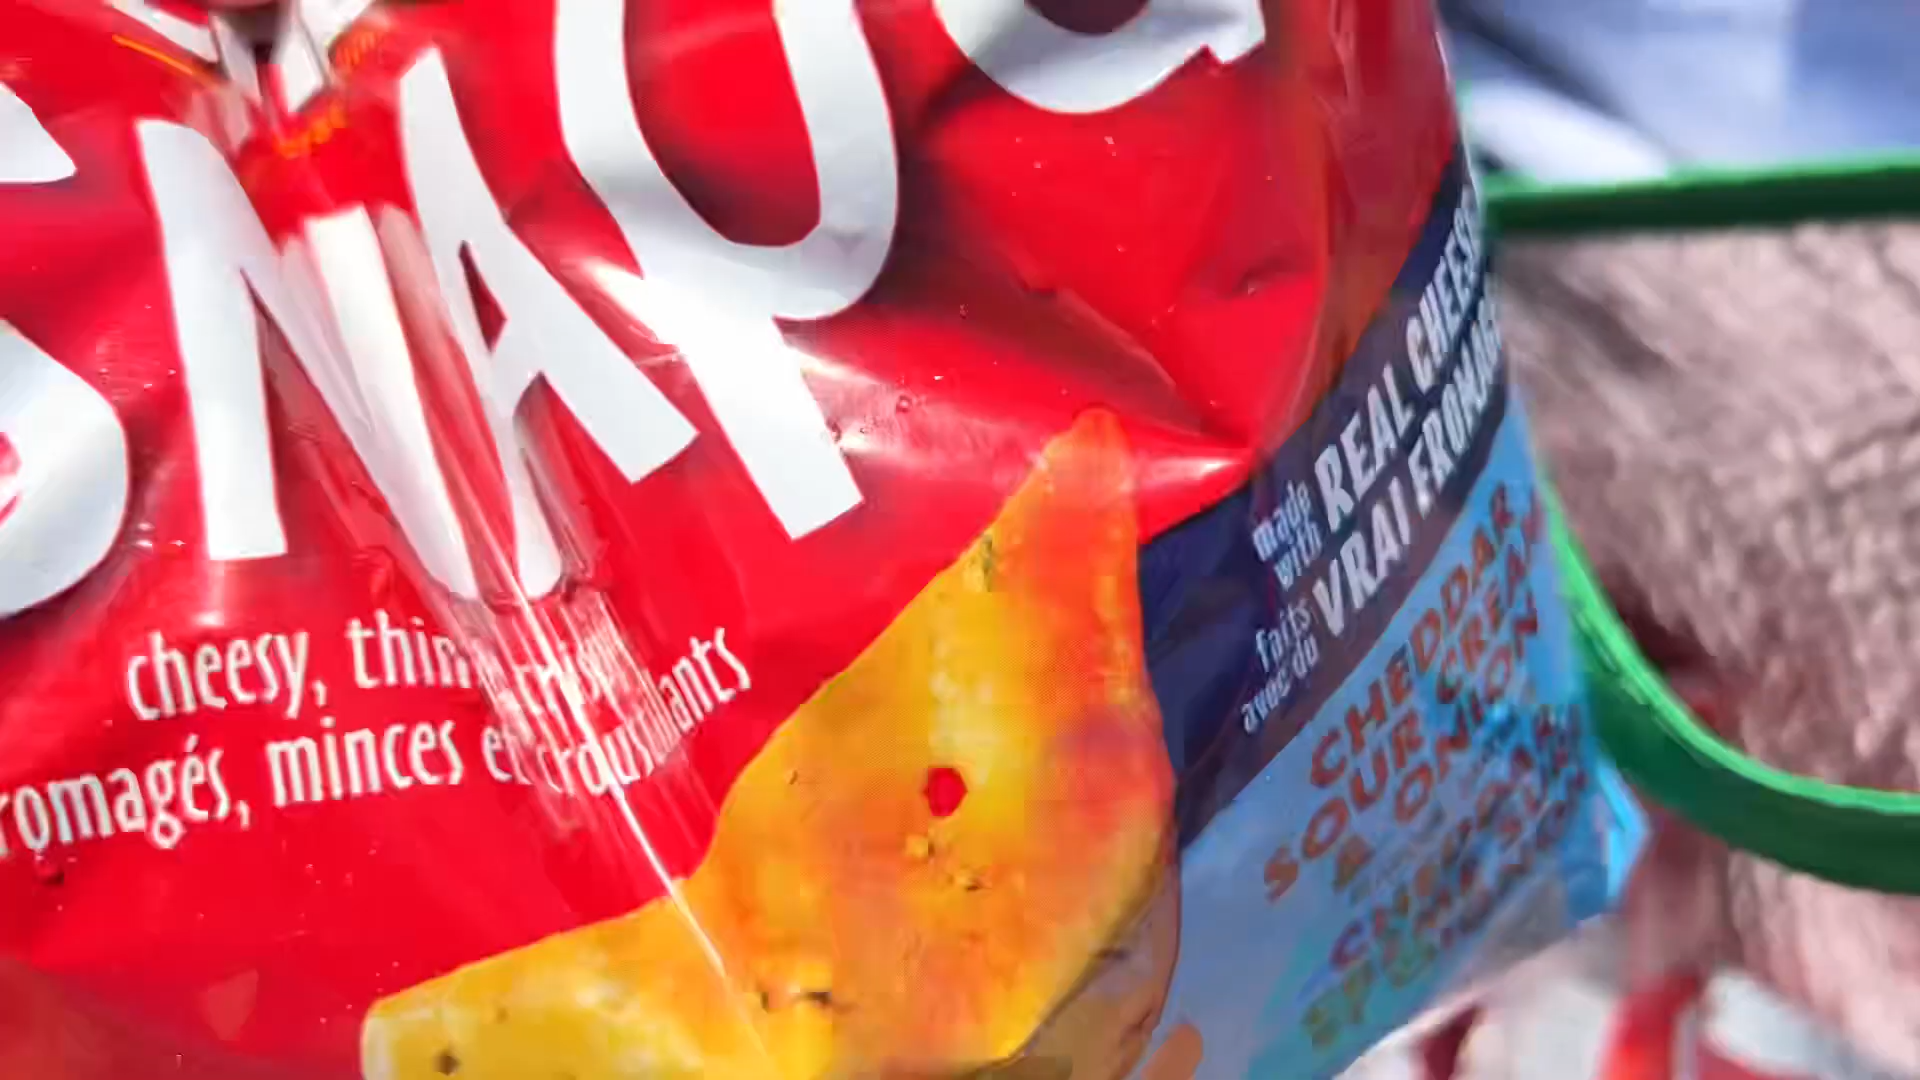 SNAP'd
cheesy, thin
romagés, minces et croustillants
made with REAL CHEESE
faits avec du VRAI FROMAGE
CHEDDAR
SOUR CREAM
& ONION